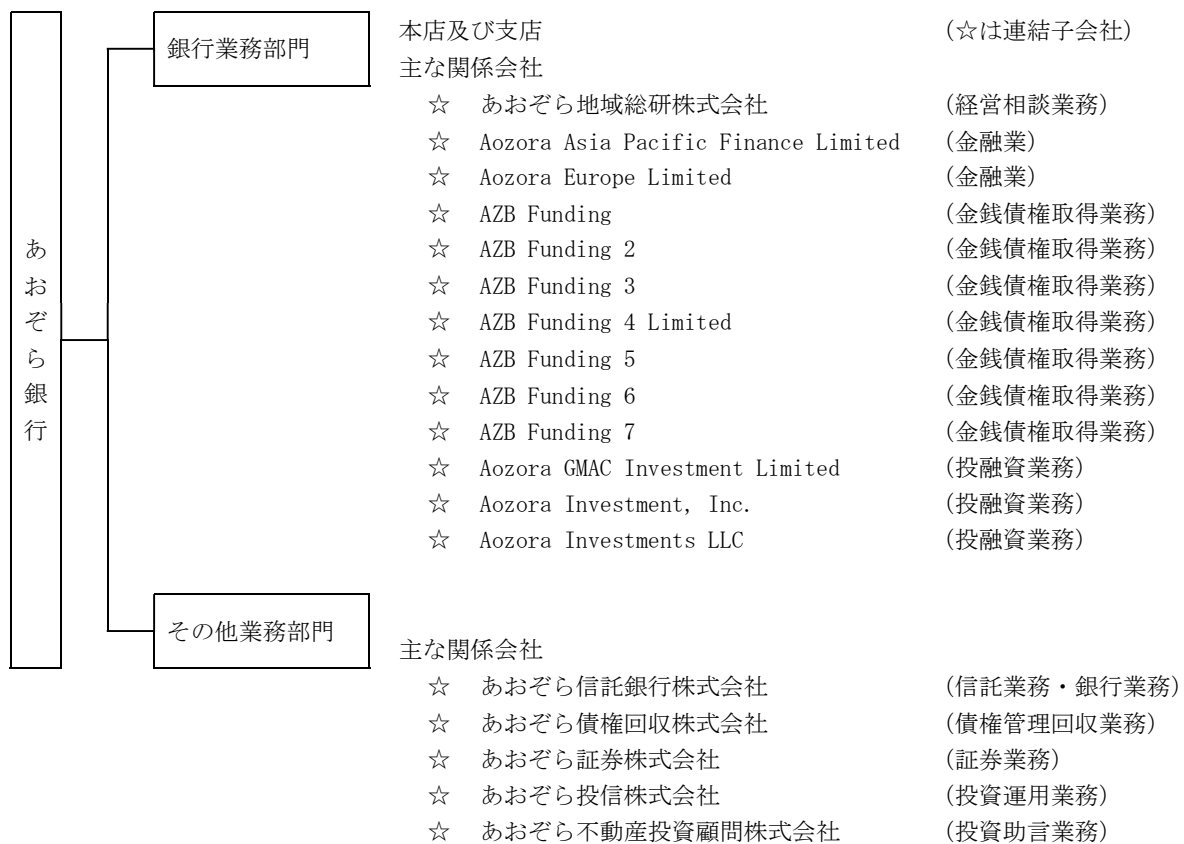 あおぞら銀行
銀行業務部門
本店及び支店 (☆は連結子会社)
主な関係会社
☆ あおぞら地域総研株式会社 (経営相談業務)
☆ Aozora Asia Pacific Finance Limited (金融業)
☆ Aozora Europe Limited (金融業)
☆ AZB Funding (金銭債権取得業務)
☆ AZB Funding 2 (金銭債権取得業務)
☆ AZB Funding 3 (金銭債権取得業務)
☆ AZB Funding 4 Limited (金銭債権取得業務)
☆ AZB Funding 5 (金銭債権取得業務)
☆ AZB Funding 6 (金銭債権取得業務)
☆ AZB Funding 7 (金銭債権取得業務)
☆ Aozora GMAC Investment Limited (投融資業務)
☆ Aozora Investment, Inc. (投融資業務)
☆ Aozora Investments LLC (投融資業務)
その他業務部門
主な関係会社
☆ あおぞら信託銀行株式会社 (信託業務・銀行業務)
☆ あおぞら債権回収株式会社 (債権管理回収業務)
☆ あおぞら証券株式会社 (証券業務)
☆ あおぞら投信株式会社 (投資運用業務)
☆ あおぞら不動産投資顧問株式会社 (投資助言業務)